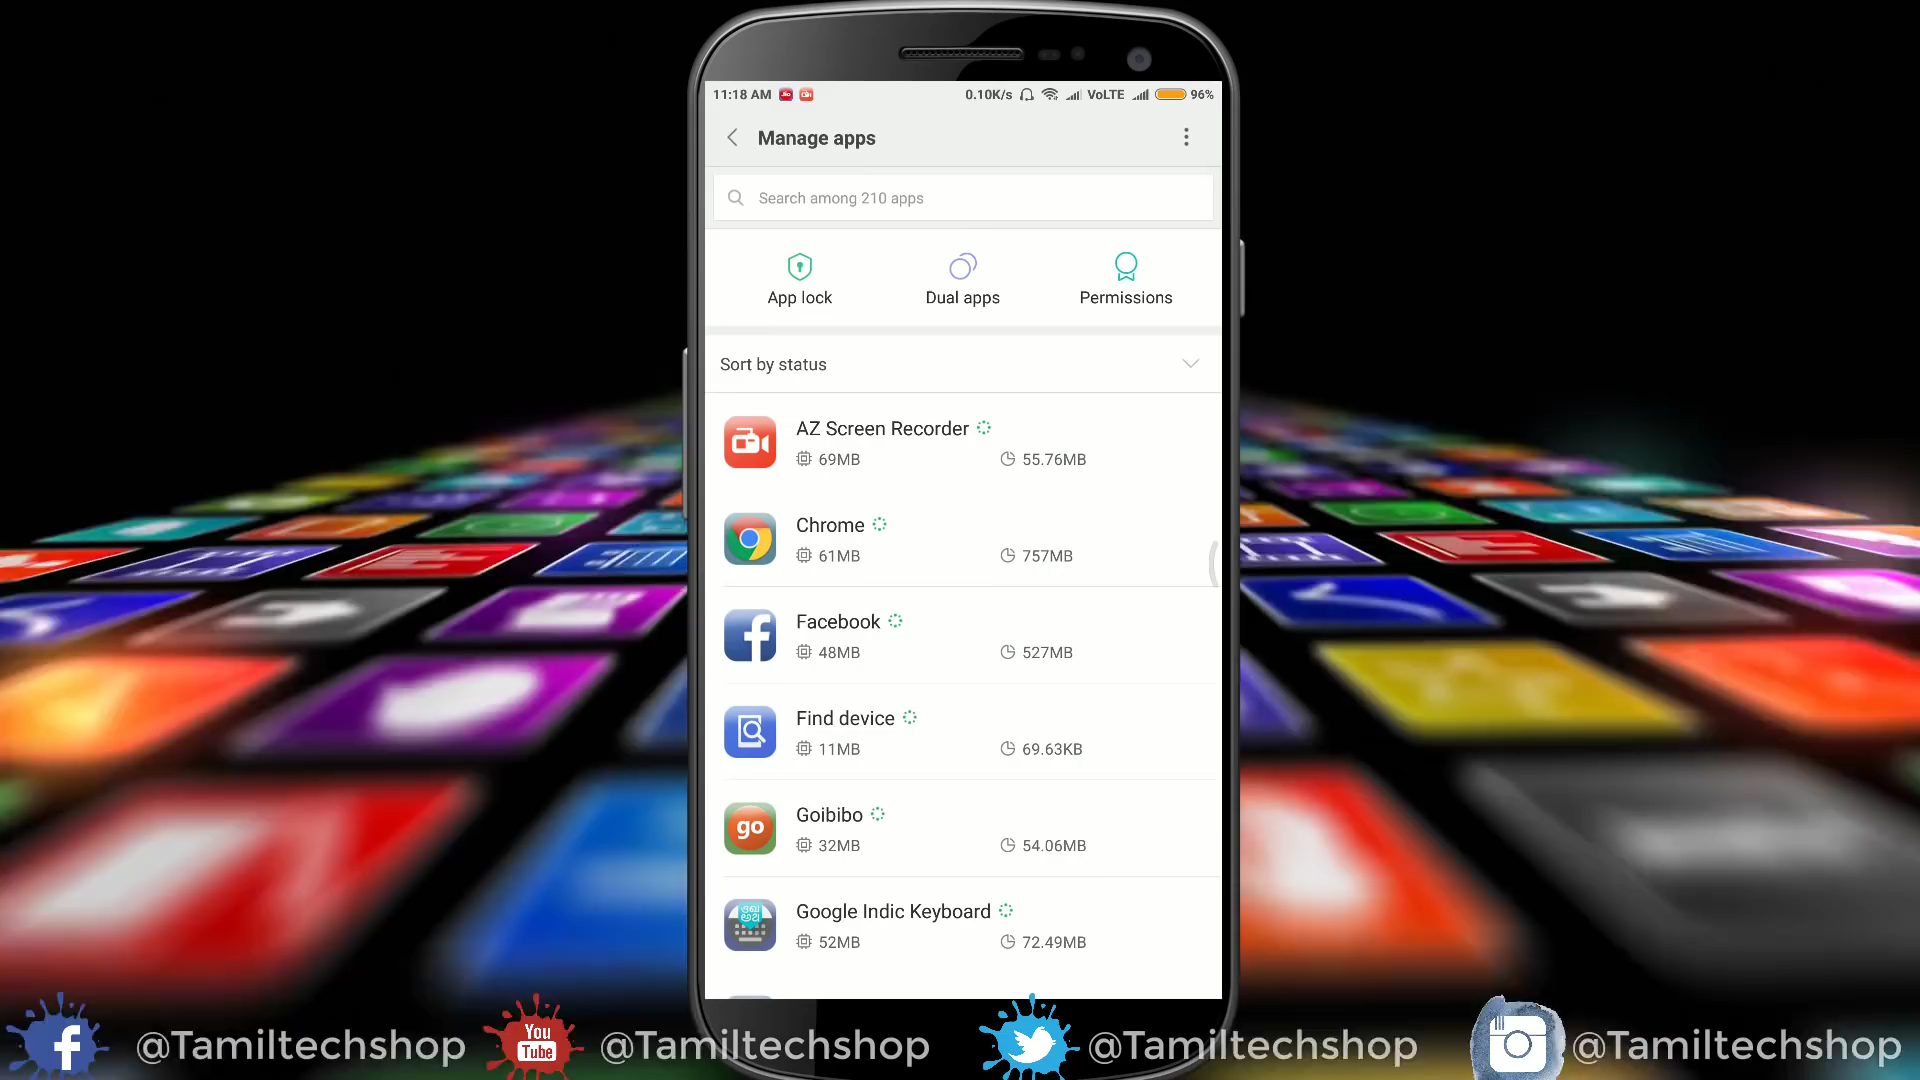 11:18 AM 0.10K/s VoLTE 96%
Manage apps
Search among 210 apps
App lock Dual apps Permissions
Sort by status
AZ Screen Recorder
69MB 55.76MB
Chrome
61MB 757MB
Facebook
48MB 527MB
Find device
11MB 69.63KB
Goibibo
go
32MB 54.06MB
Google Indic Keyboard
52MB 72.49MB
f @Tamiltechshop You Tube @Tamiltechshop @Tamiltechshop @Tamiltechshop